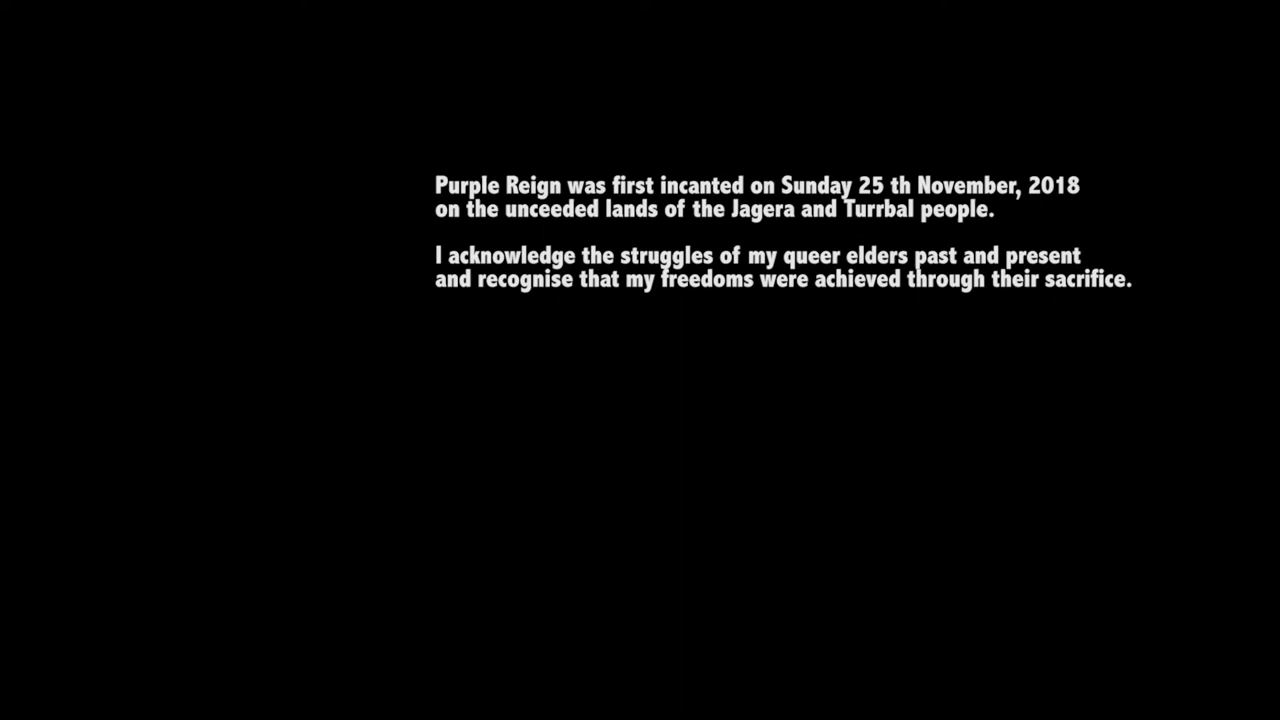 Purple Reign was first incanted on Sunday 25 th November, 2018
on the unceeded lands of the Jagera and Turrbal people.
I acknowledge the struggles of my queer elders past and present
and recognise that my freedoms were achieved through their sacrifice.